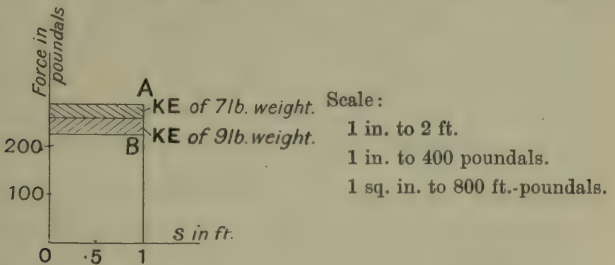 Force in
poundals
A
KE of 7lb. weight.
KE of 9lb. weight.
B
200
100
S in ft.
0 ·5 1
Scale:
1 in. to 2 ft.
1 in. to 400 poundals.
1 sq. in. to 800 ft.-poundals.